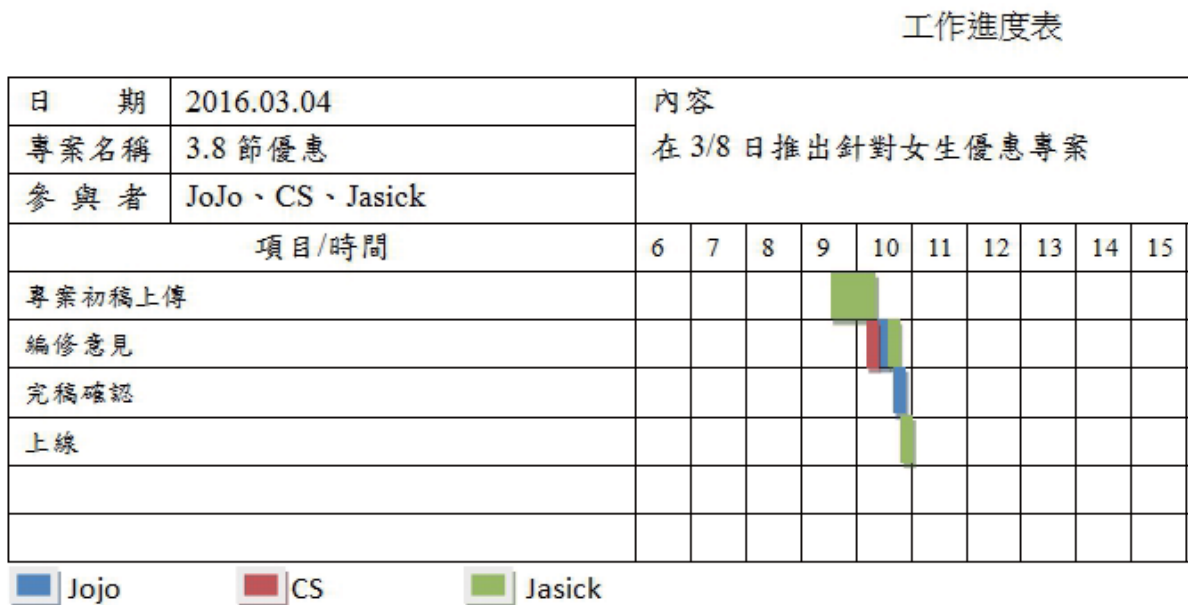 工作進度表
日 期 2016.03.04
內容
專案名稱 3.8 節優惠
在 3/8 日推出針對女生優惠專案
參 與 者 JoJo、CS、Jasick
項目/時間 6 7 8 9 10 11 12 13 14 15
專案初稿上傳
編修意見
完稿確認
上線
Jojo CS Jasick